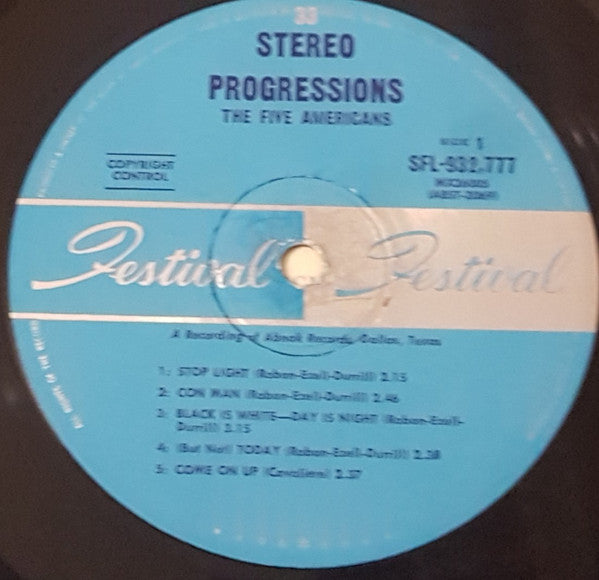 33
STEREO
PROGRESSIONS
THE FIVE AMERICANS
SIDE 1
SFL-932,777
COPYRIGHT
CONTROL
Festival Festival
A Recording of Abnak Records, Dallas, Texas
1: STOP LIGHT (Rabon-Ezell-Durrill) 2.15
2: CON MAN (Rabon-Ezell-Durrill) 2.46
3: BLACK IS WHITE—DAY IS NIGHT (Rabon-Ezell-
Durrill) 2.15
4: (But Not) TODAY (Rabon-Ezell-Durrill) 2.38
5: COME ON UP (Cavaliere) 2.37